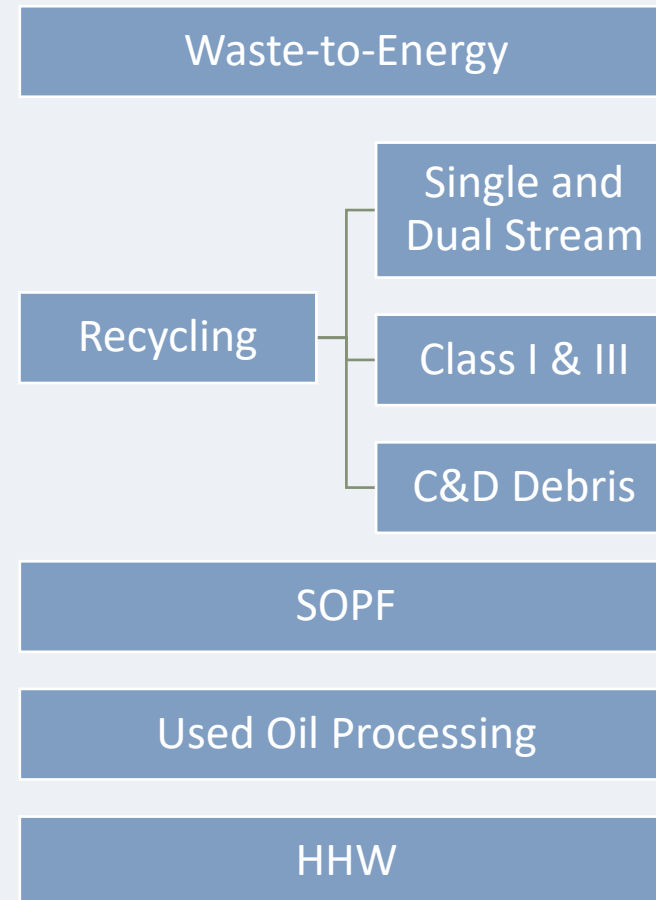 Waste-to-Energy
Single and
Dual Stream
Recycling
Class I & III
C&D Debris
SOPF
Used Oil Processing
HHW